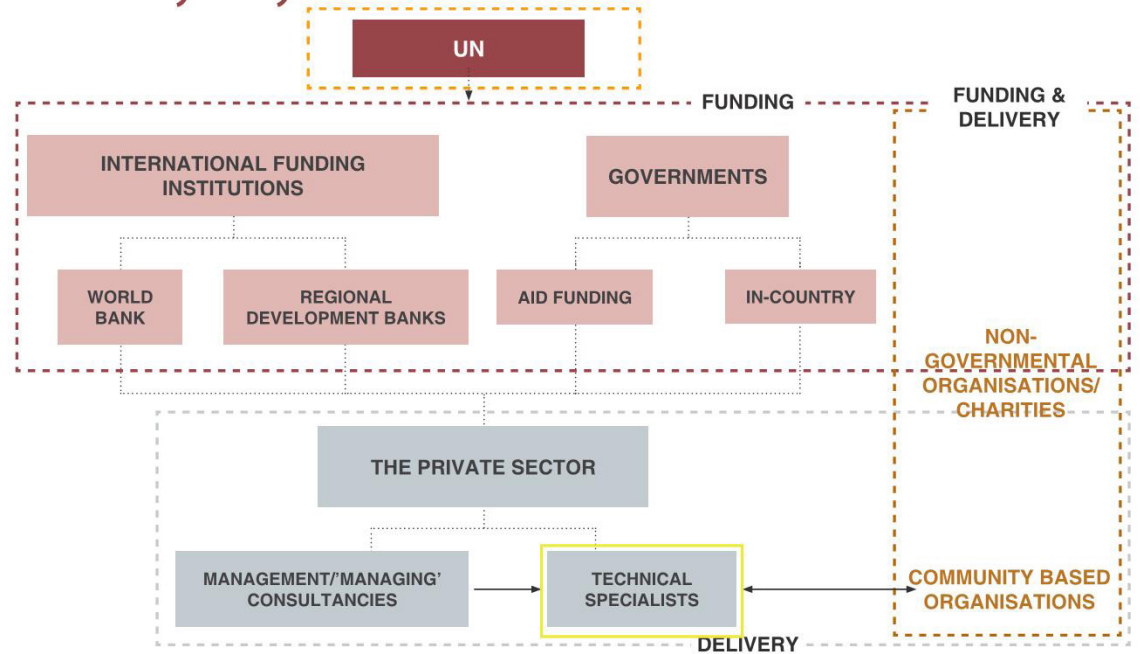 UN
FUNDING
FUNDING &
DELIVERY
INTERNATIONAL FUNDING
INSTITUTIONS
GOVERNMENTS
WORLD
BANK
REGIONAL
DEVELOPMENT BANKS
AID FUNDING
IN-COUNTRY
NON-
GOVERNMENTAL
ORGANISATIONS/
CHARITIES
THE PRIVATE SECTOR
MANAGEMENT/'MANAGING'
CONSULTANCIES
TECHNICAL
SPECIALISTS
COMMUNITY BASED
ORGANISATIONS
DELIVERY